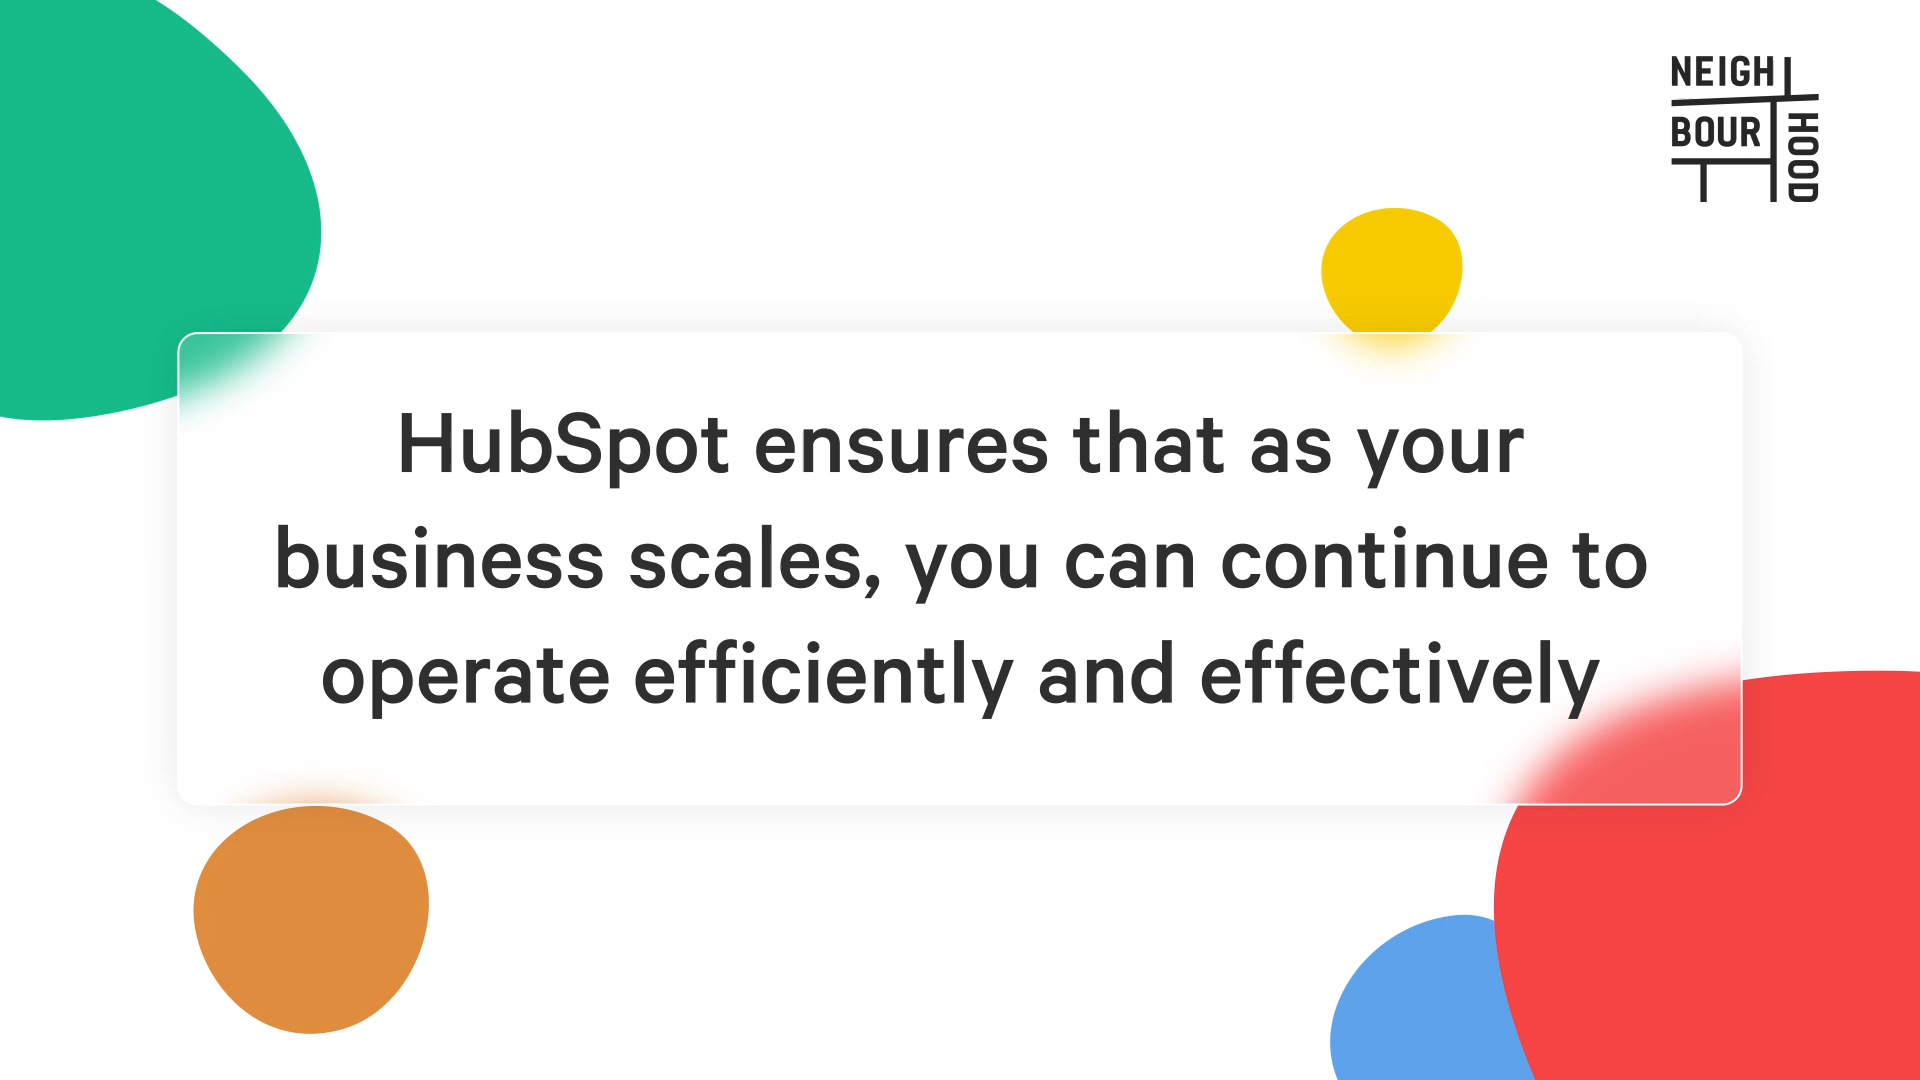 NEIGH
BOUR
HOOD
HubSpot ensures that as your
business scales, you can continue to
operate efficiently and effectively